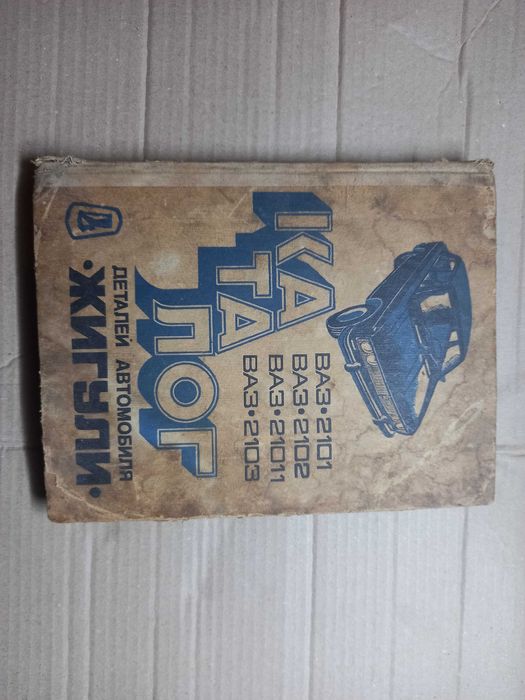 ВАЗ·2101
ВАЗ·2102
ВАЗ·21011
ВАЗ·2103
КА
ТА
ЛОГ
ДЕТАЛЕЙ АВТОМОБИЛЯ
·ЖИГУЛИ·